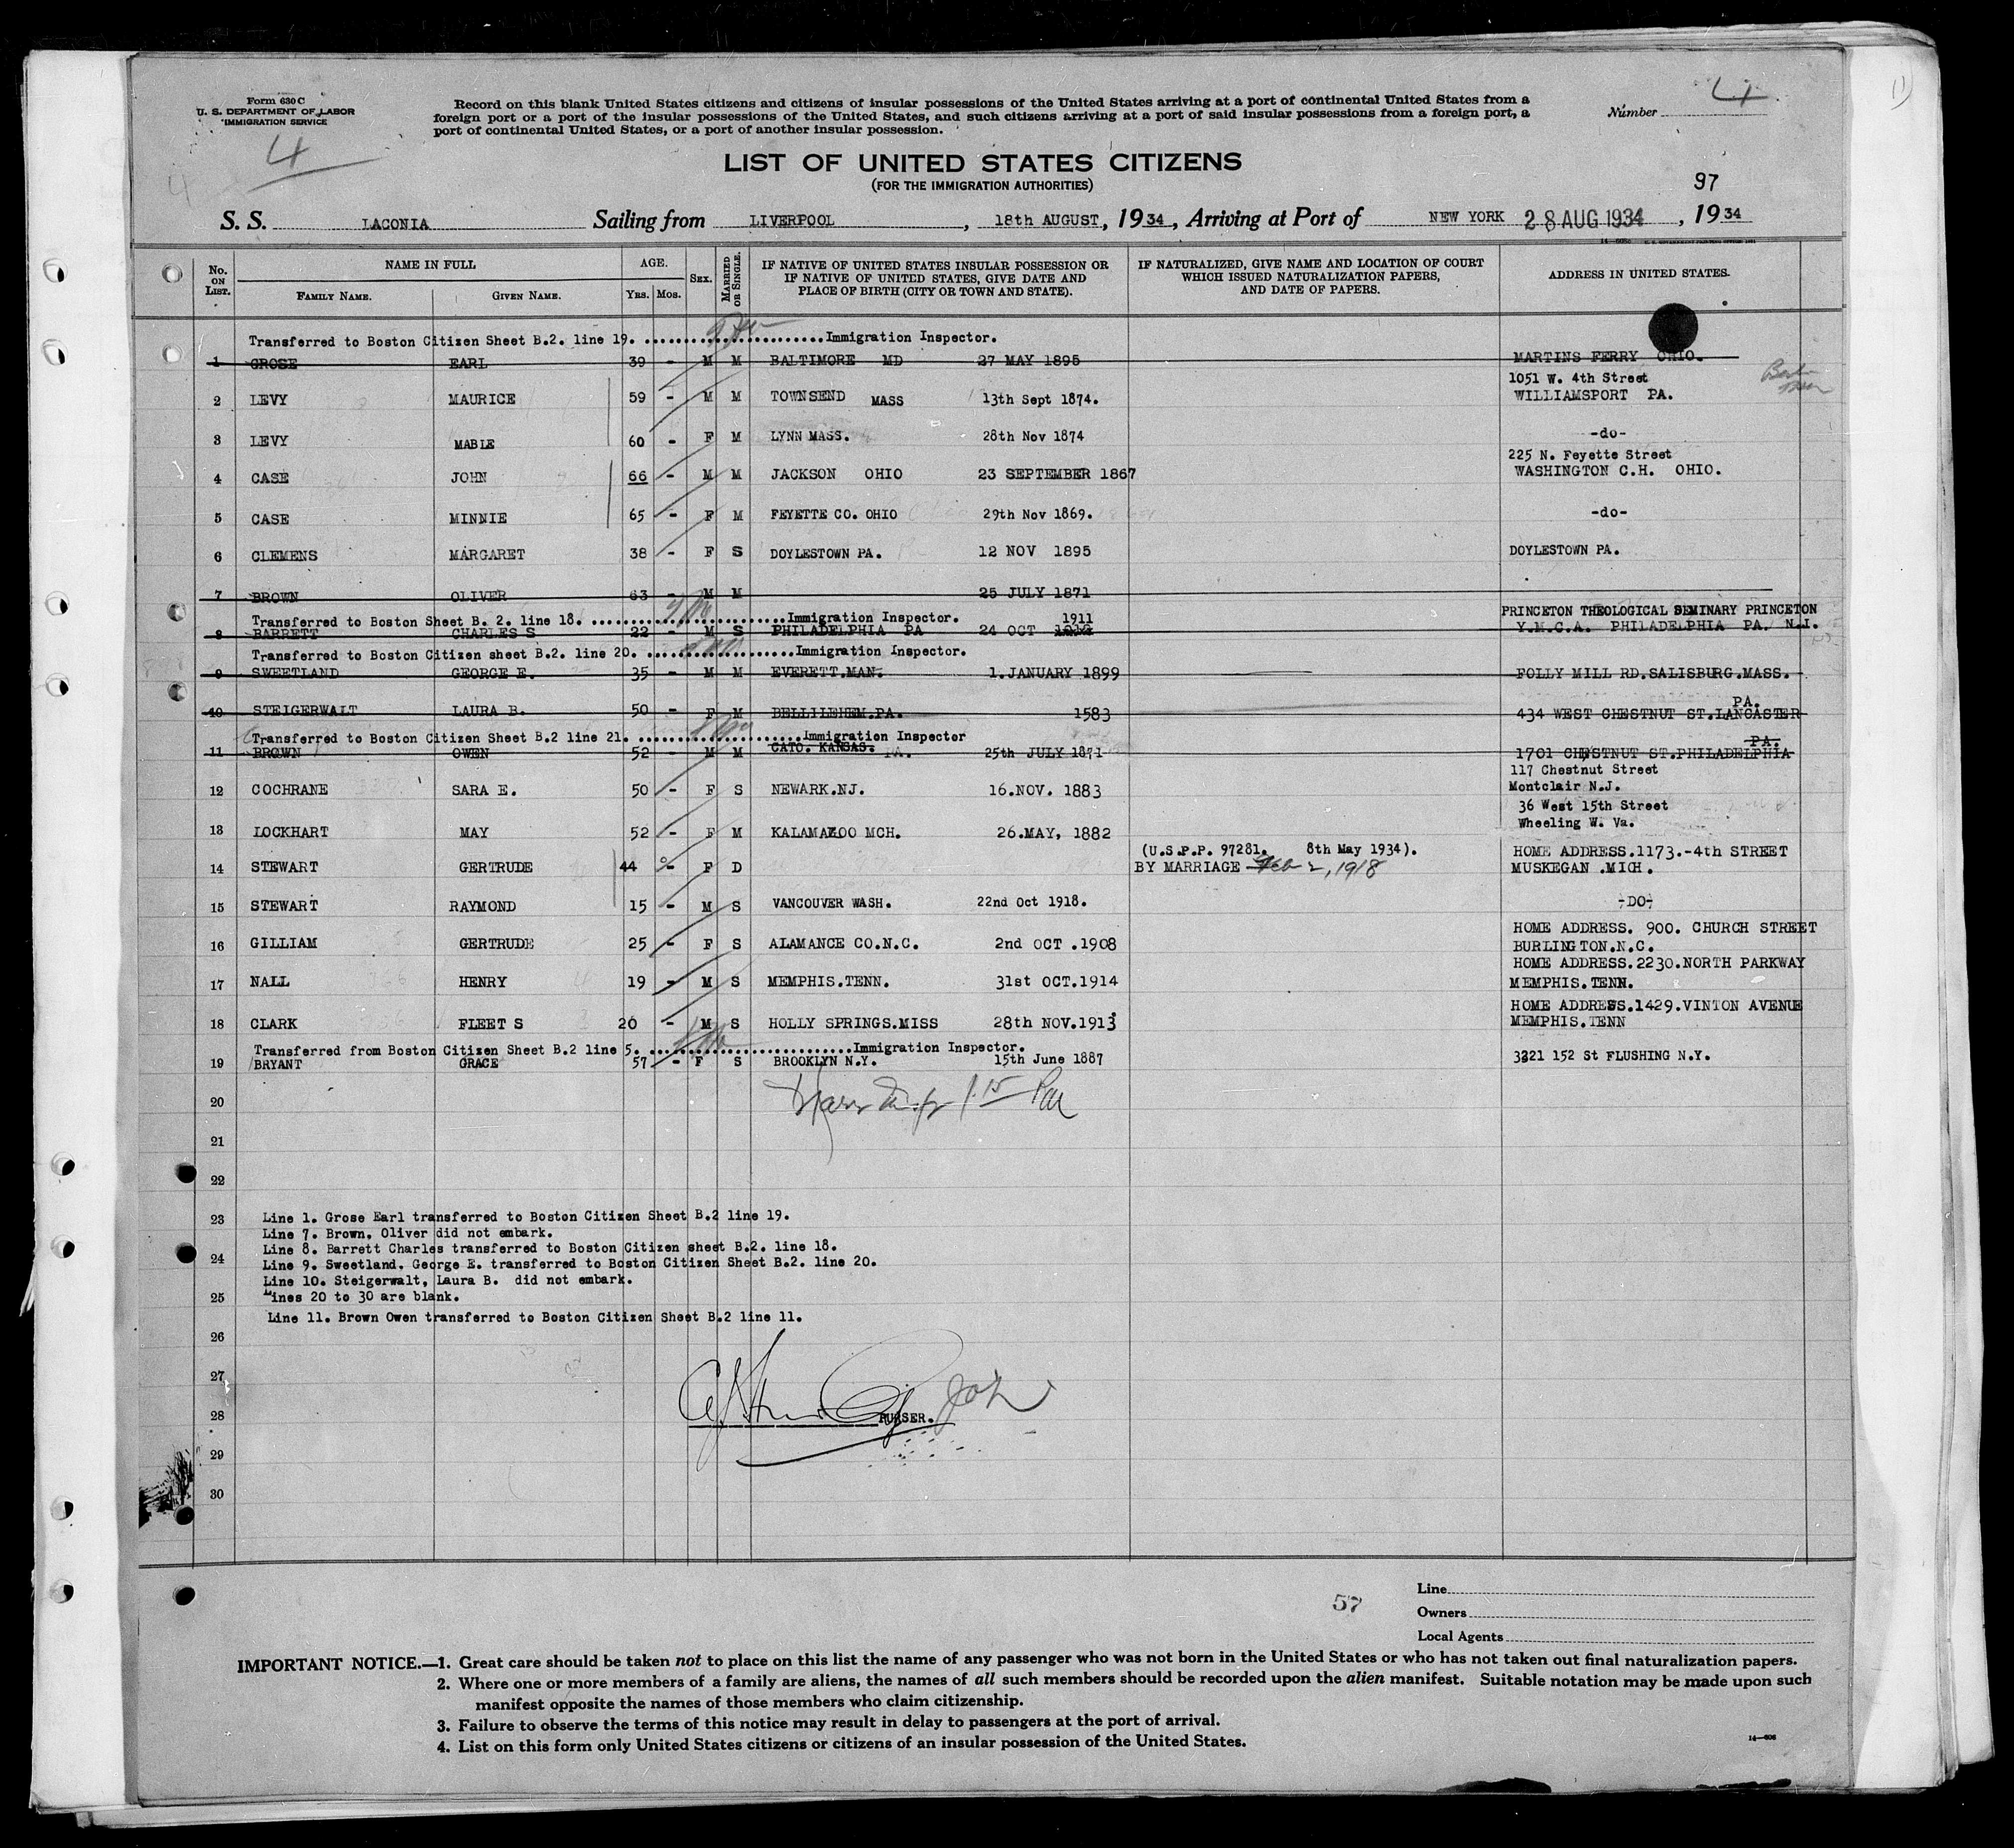 Form 630 C
U. S. DEPARTMENT OF LABOR
IMMIGRATION SERVICE
4
Record on this blank United States citizens and citizens of insular possessions of the United States arriving at a port of continental United States from a
foreign port or a port of the insular possessions of the United States, and such citizens arriving at a port of said insular possessions from a foreign port, a
port of continental United States, or a port of another insular possession.
Number
LIST OF UNITED STATES CITIZENS
(FOR THE IMMIGRATION AUTHORITIES)
97
S. S. LACONIA Sailing from LIVERPOOL, 18th AUGUST, 1934, Arriving at Port of NEW YORK 28 AUG 1934, 1934
No. ON LIST. NAME IN FULL FAMILY NAME. GIVEN NAME. AGE. YRS. MOS. SEX. MARRIED OR SINGLE. IF NATIVE OF UNITED STATES INSULAR POSSESSION OR IF NATIVE OF UNITED STATES, GIVE DATE AND PLACE OF BIRTH (CITY OR TOWN AND STATE). IF NATURALIZED, GIVE NAME AND LOCATION OF COURT WHICH ISSUED NATURALIZATION PAPERS, AND DATE OF PAPERS. ADDRESS IN UNITED STATES.
Transferred to Boston Citizen Sheet B.2. line 19. Immigration Inspector.
1 GROSE EARL 39 - M M BALTIMORE MD 27 MAY 1895 MARTINS FERRY OHIO.
1051 W. 4th Street
2 LEVY MAURICE 59 - M M TOWNSEND MASS 13th Sept 1874. WILLIAMSPORT PA.
3 LEVY MABLE 60 - F M LYNN MASS. 28th Nov 1874 -do-
225 N. Feyette Street
4 CASE JOHN 66 - M M JACKSON OHIO 23 SEPTEMBER 1867 WASHINGTON C.H. OHIO.
5 CASE MINNIE 65 - F M FEYETTE CO. OHIO 29th Nov 1869. -do-
6 CLEMENS MARGARET 38 - F S DOYLESTOWN PA. 12 NOV 1895 DOYLESTOWN PA.
7 BROWN OLIVER 63 - M M 25 JULY 1871
Transferred to Boston Sheet B. 2. line 18. Immigration Inspector. 1911 PRINCETON THEOLOGICAL SEMINARY PRINCETON
8 BARRETT CHARLES S 22 - M S PHILADELPHIA PA 24 OCT 1912 Y.M.C.A. PHILADELPHIA PA. N.J.
Transferred to Boston Citizen sheet B.2. line 20. Immigration Inspector.
9 SWEETLAND GEORGE E. 35 - M M EVERETT.MAN. 1.JANUARY 1899 FOLLY MILL RD.SALISBURG.MASS.
PA.
10 STEIGERWALT LAURA B. 50 - F M BELLILEHEM.PA. 1583 434 WEST CHESTNUT ST.LANCASTER
Transferred to Boston Citizen Sheet B.2 line 21. Immigration Inspector
PA.
11 BROWN OWEN 52 - M M CATO. KANSAS. PA. 25th JULY 1871 1701 CHESTNUT ST.PHILADELPHIA
117 Chestnut Street
12 COCHRANE SARA E. 50 - F S NEWARK.NJ. 16.NOV. 1883 Montclair N.J.
36 West 15th Street
13 LOCKHART MAY 52 - F M KALAMAZOO MCH. 26.MAY, 1882 Wheeling W. Va.
(U.S.P.P. 97281. 8th May 1934). HOME ADDRESS.1173.-4th STREET
14 STEWART GERTRUDE 44 - F D BY MARRIAGE Feb 2, 1918 MUSKEGAN .MICH.
15 STEWART RAYMOND 15 - M S VANCOUVER WASH. 22nd Oct 1918. -DO-
HOME ADDRESS. 900. CHURCH STREET
16 GILLIAM GERTRUDE 25 - F S ALAMANCE CO.N.C. 2nd OCT .1908 BURLINGTON.N.C.
HOME ADDRESS.2230.NORTH PARKWAY
17 NALL HENRY 19 - M S MEMPHIS.TENN. 31st OCT.1914 MEMPHIS.TENN.
HOME ADDRESS.1429.VINTON AVENUE
18 CLARK FLEET S 20 - M S HOLLY SPRINGS.MISS 28th NOV.1913 MEMPHIS.TENN
Transferred from Boston Citizen Sheet B.2 line 5. Immigration Inspector.
19 BRYANT GRACE 57 - F S BROOKLYN N.Y. 15th June 1887 3321 152 St FLUSHING N.Y.
20
21
22
23 Line 1. Grose Earl transferred to Boston Citizen Sheet B.2 line 19.
Line 7. Brown, Oliver did not embark.
Line 8. Barrett Charles transferred to Boston Citizen sheet B.2. line 18.
24 Line 9. Sweetland. George E. transferred to Boston Citizen Sheet B.2. line 20.
Line 10. Steigerwalt, Laura B. did not embark.
25 Lines 20 to 30 are blank.
Line 11. Brown Owen transferred to Boston Citizen Sheet B.2 line 11.
26
27
28 PURSER.
29
30
57
Line
Owners
Local Agents
IMPORTANT NOTICE.—1. Great care should be taken not to place on this list the name of any passenger who was not born in the United States or who has not taken out final naturalization papers.
2. Where one or more members of a family are aliens, the names of all such members should be recorded upon the alien manifest. Suitable notation may be made upon such
manifest opposite the names of those members who claim citizenship.
3. Failure to observe the terms of this notice may result in delay to passengers at the port of arrival.
4. List on this form only United States citizens or citizens of an insular possession of the United States.